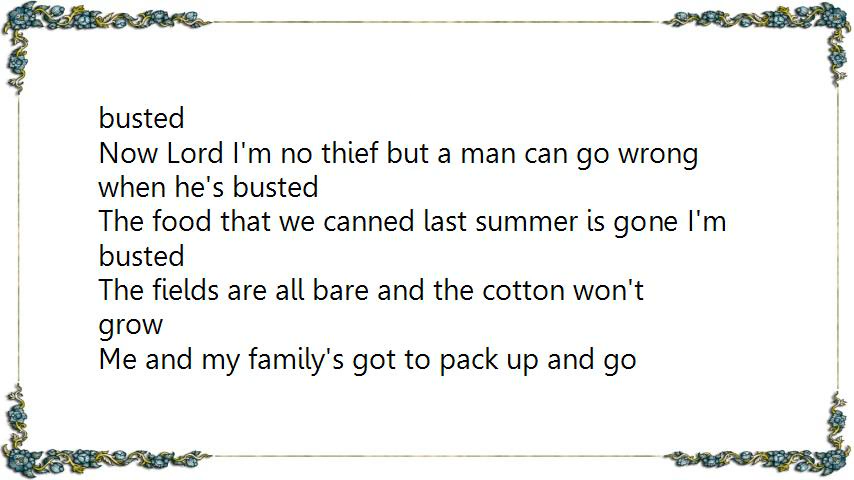 busted
Now Lord I'm no thief but a man can go wrong
when he's busted
The food that we canned last summer is gone I'm
busted
The fields are all bare and the cotton won't
grow
Me and my family's got to pack up and go